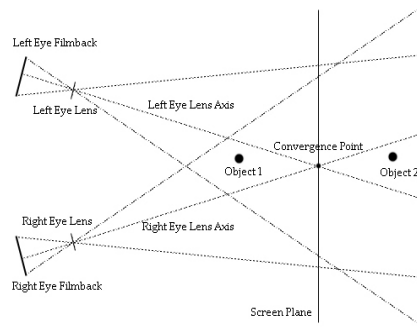 Left Eye Filmback
Left Eye Lens
Left Eye Lens Axis
Convergence Point
Object 1
Object 2
Right Eye Lens
Right Eye Lens Axis
Right Eye Filmback
Screen Plane